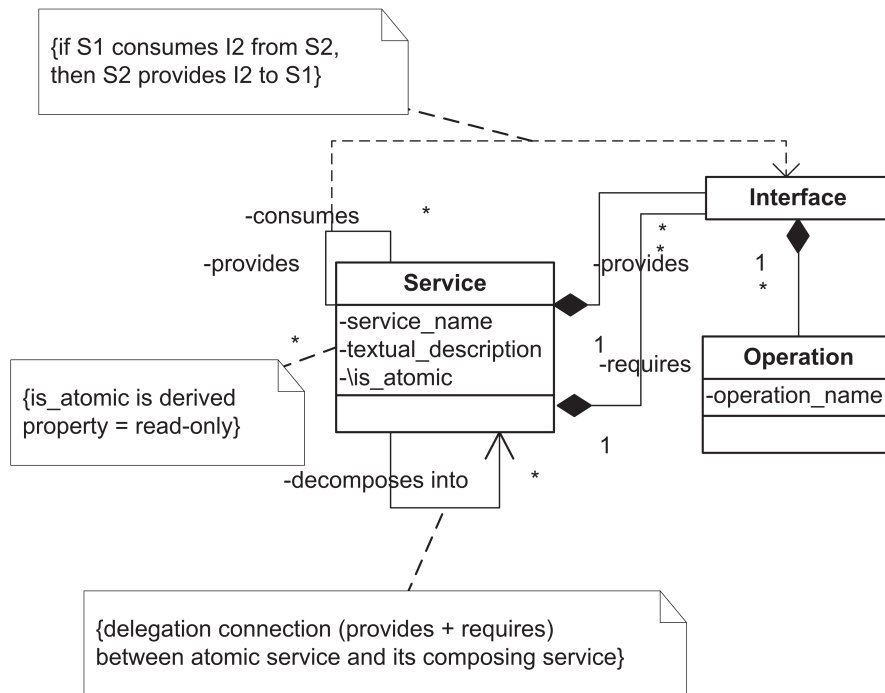 {if S1 consumes I2 from S2,
then S2 provides I2 to S1}
Interface
-consumes
*
-provides
*
*
-provides
1
*
Service
-service_name
-textual_description
-\is_atomic
*
1
-requires
Operation
-operation_name
{is_atomic is derived
property = read-only}
1
-decomposes into
*
{delegation connection (provides + requires)
between atomic service and its composing service}